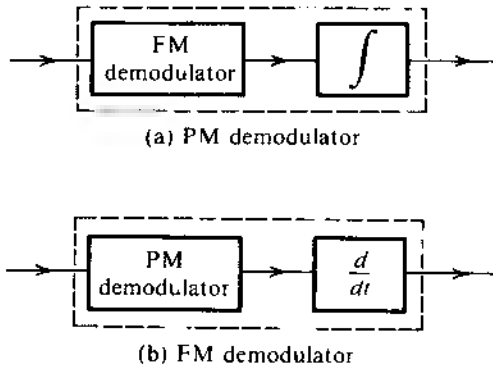 FM
demodulator
∫
(a) PM demodulator
PM
demodulator
d
dt
(b) FM demodulator